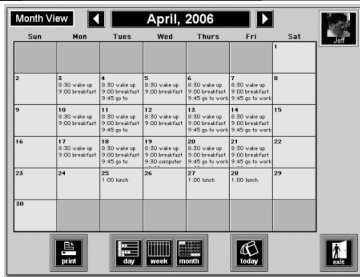 Month View
April, 2006
Jeff
Sun Mon Tues Wed Thurs Fri Sat
1
2 3 4 5 6 7 8
8:30 wake up 8:30 wake up 8:30 wake up 8:30 wake up 8:30 wake up
9:00 breakfast 9:00 breakfast 9:00 breakfast 9:00 breakfast 9:00 breakfast
9:45 go to 9:45 go to work 9:45 go to work
9 10 11 12 13 14 15
8:30 wake up 8:30 wake up 8:30 wake up 8:30 wake up 8:30 wake up
9:00 breakfast 9:00 breakfast 9:00 breakfast 9:00 breakfast 9:00 breakfast
9:45 go to 9:45 go to work 9:45 go to work
16 17 18 19 20 21 22
8:30 wake up 8:30 wake up 8:30 wake up 8:30 wake up 8:30 wake up
9:00 breakfast 9:00 breakfast 9:00 breakfast 9:00 breakfast 9:00 breakfast
9:45 go to 9:30 computer 9:45 go to work 9:45 go to work
23 24 25 26 27 28 29
1:00 lunch 1:00 lunch 1:00 lunch
30
print day week month today exit